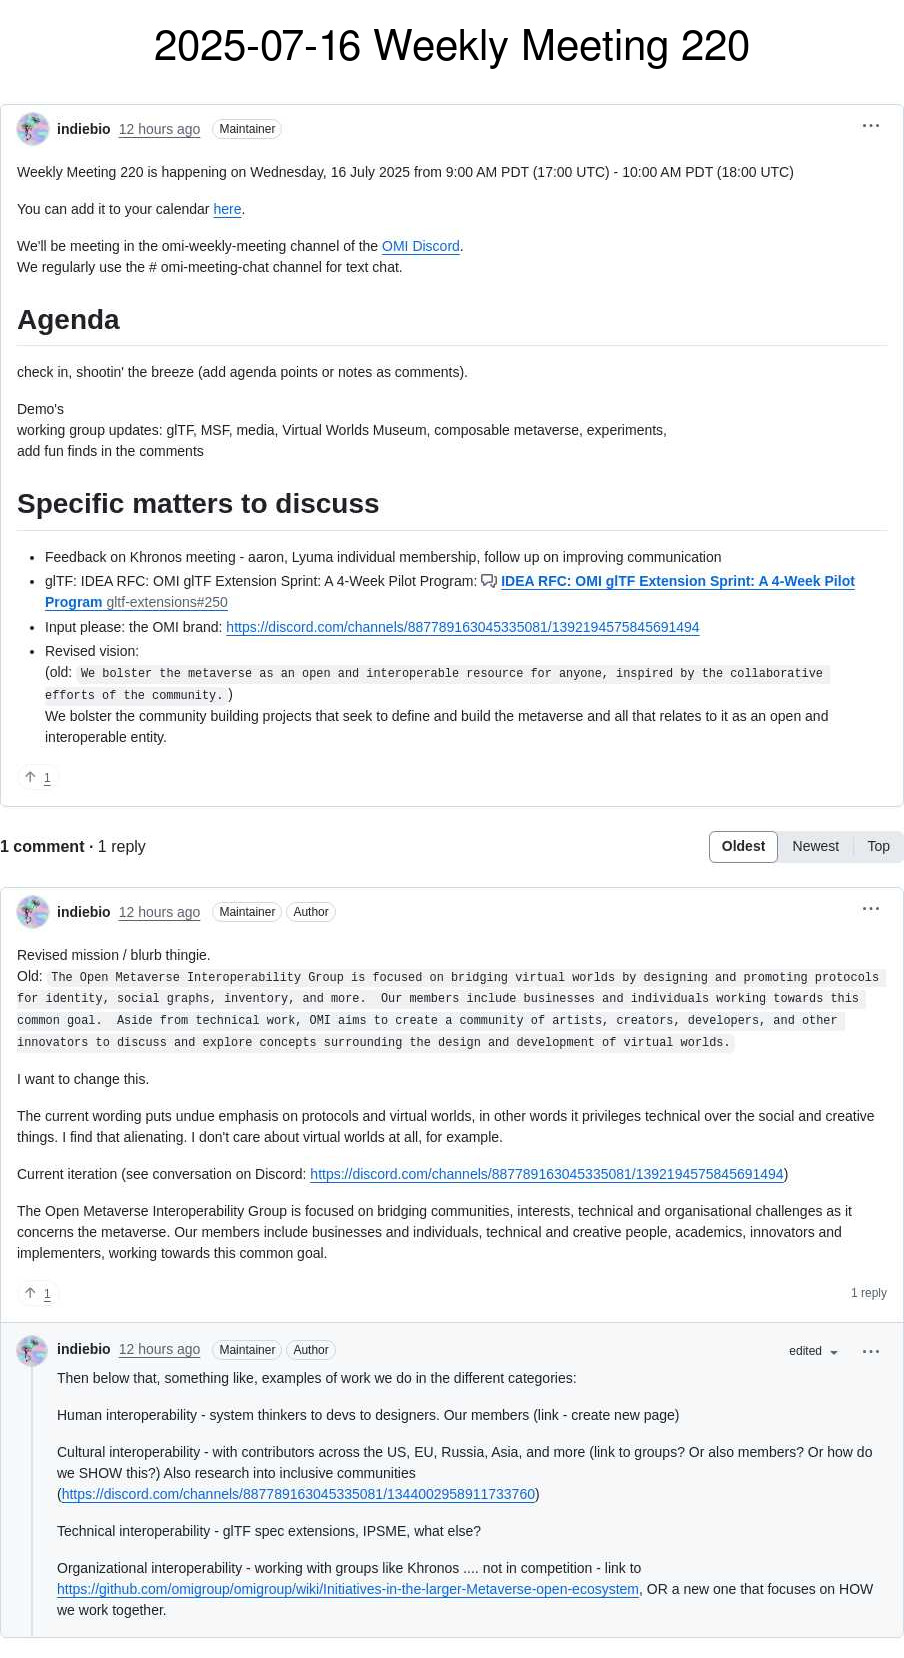 2025-07-16 Weekly Meeting 220
indiebio 12 hours ago Maintainer
Weekly Meeting 220 is happening on Wednesday, 16 July 2025 from 9:00 AM PDT (17:00 UTC) - 10:00 AM PDT (18:00 UTC)
You can add it to your calendar here.
We'll be meeting in the omi-weekly-meeting channel of the OMI Discord.
We regularly use the # omi-meeting-chat channel for text chat.
Agenda
check in, shootin' the breeze (add agenda points or notes as comments).
Demo's
working group updates: glTF, MSF, media, Virtual Worlds Museum, composable metaverse, experiments,
add fun finds in the comments
Specific matters to discuss
• Feedback on Khronos meeting - aaron, Lyuma individual membership, follow up on improving communication
• glTF: IDEA RFC: OMI glTF Extension Sprint: A 4-Week Pilot Program: IDEA RFC: OMI glTF Extension Sprint: A 4-Week Pilot
Program gltf-extensions#250
• Input please: the OMI brand: https://discord.com/channels/887789163045335081/1392194575845691494
• Revised vision:
(old: We bolster the metaverse as an open and interoperable resource for anyone, inspired by the collaborative
efforts of the community. )
We bolster the community building projects that seek to define and build the metaverse and all that relates to it as an open and
interoperable entity.
1
1 comment · 1 reply Oldest Newest Top
indiebio 12 hours ago Maintainer Author
Revised mission / blurb thingie.
Old: The Open Metaverse Interoperability Group is focused on bridging virtual worlds by designing and promoting protocols
for identity, social graphs, inventory, and more.  Our members include businesses and individuals working towards this
common goal.  Aside from technical work, OMI aims to create a community of artists, creators, developers, and other
innovators to discuss and explore concepts surrounding the design and development of virtual worlds.
I want to change this.
The current wording puts undue emphasis on protocols and virtual worlds, in other words it privileges technical over the social and creative
things. I find that alienating. I don't care about virtual worlds at all, for example.
Current iteration (see conversation on Discord: https://discord.com/channels/887789163045335081/1392194575845691494)
The Open Metaverse Interoperability Group is focused on bridging communities, interests, technical and organisational challenges as it
concerns the metaverse. Our members include businesses and individuals, technical and creative people, academics, innovators and
implementers, working towards this common goal.
1 1 reply
indiebio 12 hours ago Maintainer Author edited
Then below that, something like, examples of work we do in the different categories:
Human interoperability - system thinkers to devs to designers. Our members (link - create new page)
Cultural interoperability - with contributors across the US, EU, Russia, Asia, and more (link to groups? Or also members? Or how do
we SHOW this?) Also research into inclusive communities
(https://discord.com/channels/887789163045335081/1344002958911733760)
Technical interoperability - glTF spec extensions, IPSME, what else?
Organizational interoperability - working with groups like Khronos .... not in competition - link to
https://github.com/omigroup/omigroup/wiki/Initiatives-in-the-larger-Metaverse-open-ecosystem, OR a new one that focuses on HOW
we work together.